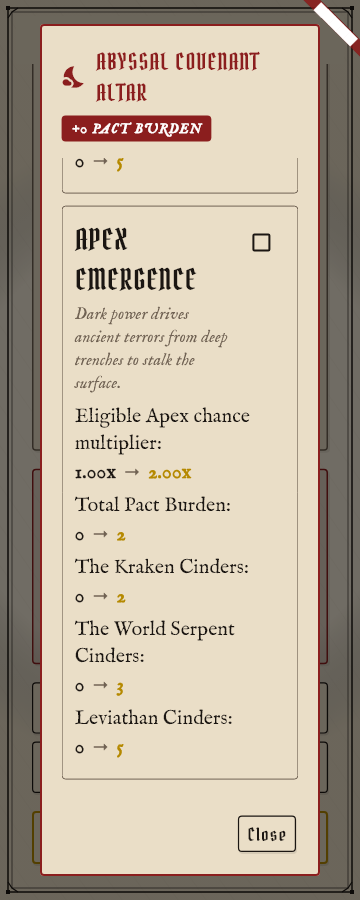 ABYSSAL COVENANT
ALTAR
+0 PACT BURDEN
0 → 5
APEX
EMERGENCE
Dark power drives
ancient terrors from deep
trenches to stalk the
surface.
Eligible Apex chance
multiplier:
1.00X → 2.00X
Total Pact Burden:
0 → 2
The Kraken Cinders:
0 → 2
The World Serpent
Cinders:
0 → 3
Leviathan Cinders:
0 → 5
Close